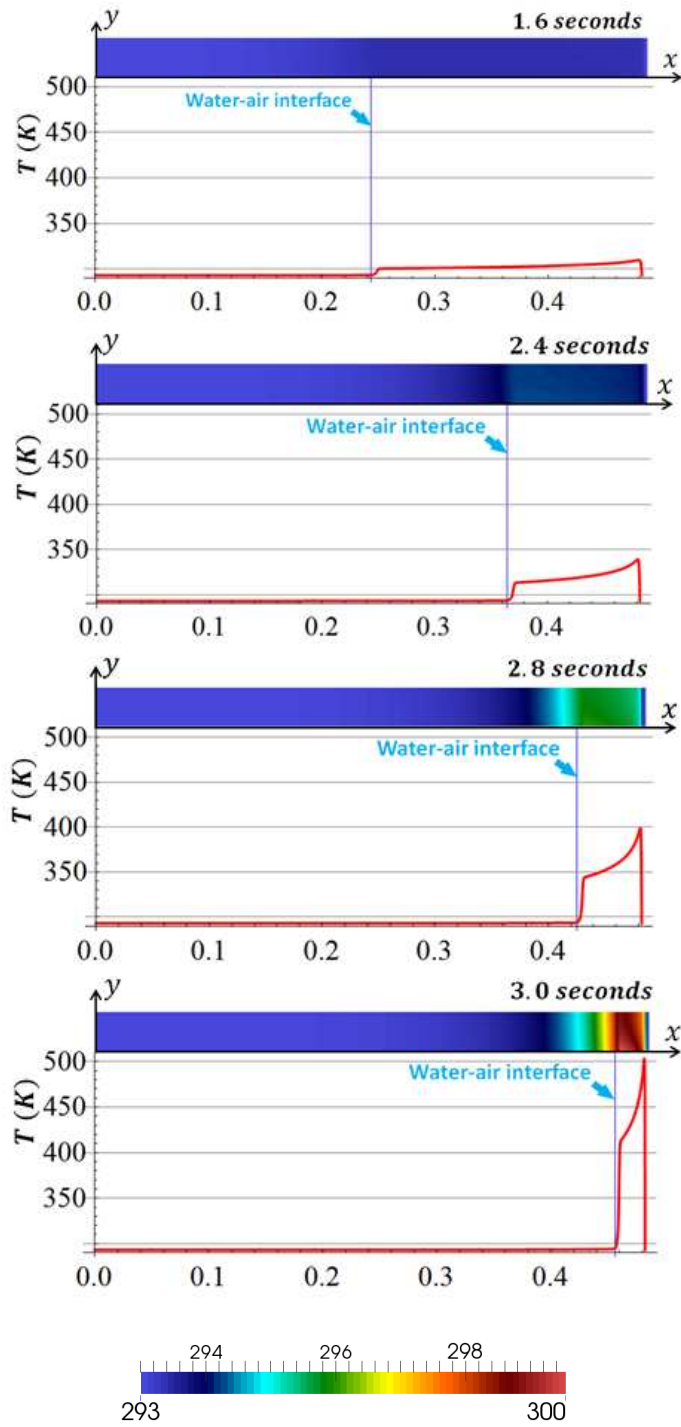 y
1.6 seconds
x
T (K)
500
Water-air interface
450
400
350
0.0 0.1 0.2 0.3 0.4
y
2.4 seconds
x
T (K)
500
Water-air interface
450
400
350
0.0 0.1 0.2 0.3 0.4
y
2.8 seconds
x
T (K)
500
Water-air interface
450
400
350
0.0 0.1 0.2 0.3 0.4
y
3.0 seconds
x
T (K)
500
Water-air interface
450
400
350
0.0 0.1 0.2 0.3 0.4
294 296 298
293 300